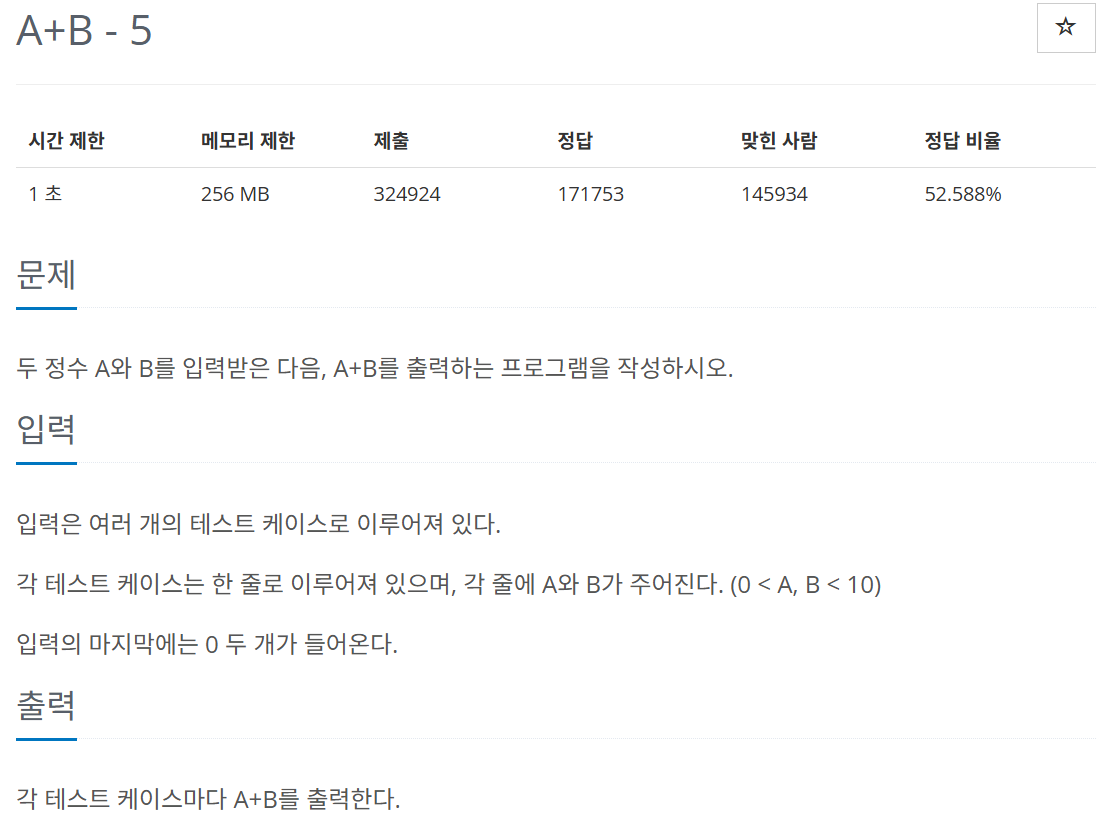 A+B - 5
시간 제한 메모리 제한 제출 정답 맞힌 사람 정답 비율
1 초 256 MB 324924 171753 145934 52.588%
문제
두 정수 A와 B를 입력받은 다음, A+B를 출력하는 프로그램을 작성하시오.
입력
입력은 여러 개의 테스트 케이스로 이루어져 있다.
각 테스트 케이스는 한 줄로 이루어져 있으며, 각 줄에 A와 B가 주어진다. (0 < A, B < 10)
입력의 마지막에는 0 두 개가 들어온다.
출력
각 테스트 케이스마다 A+B를 출력한다.